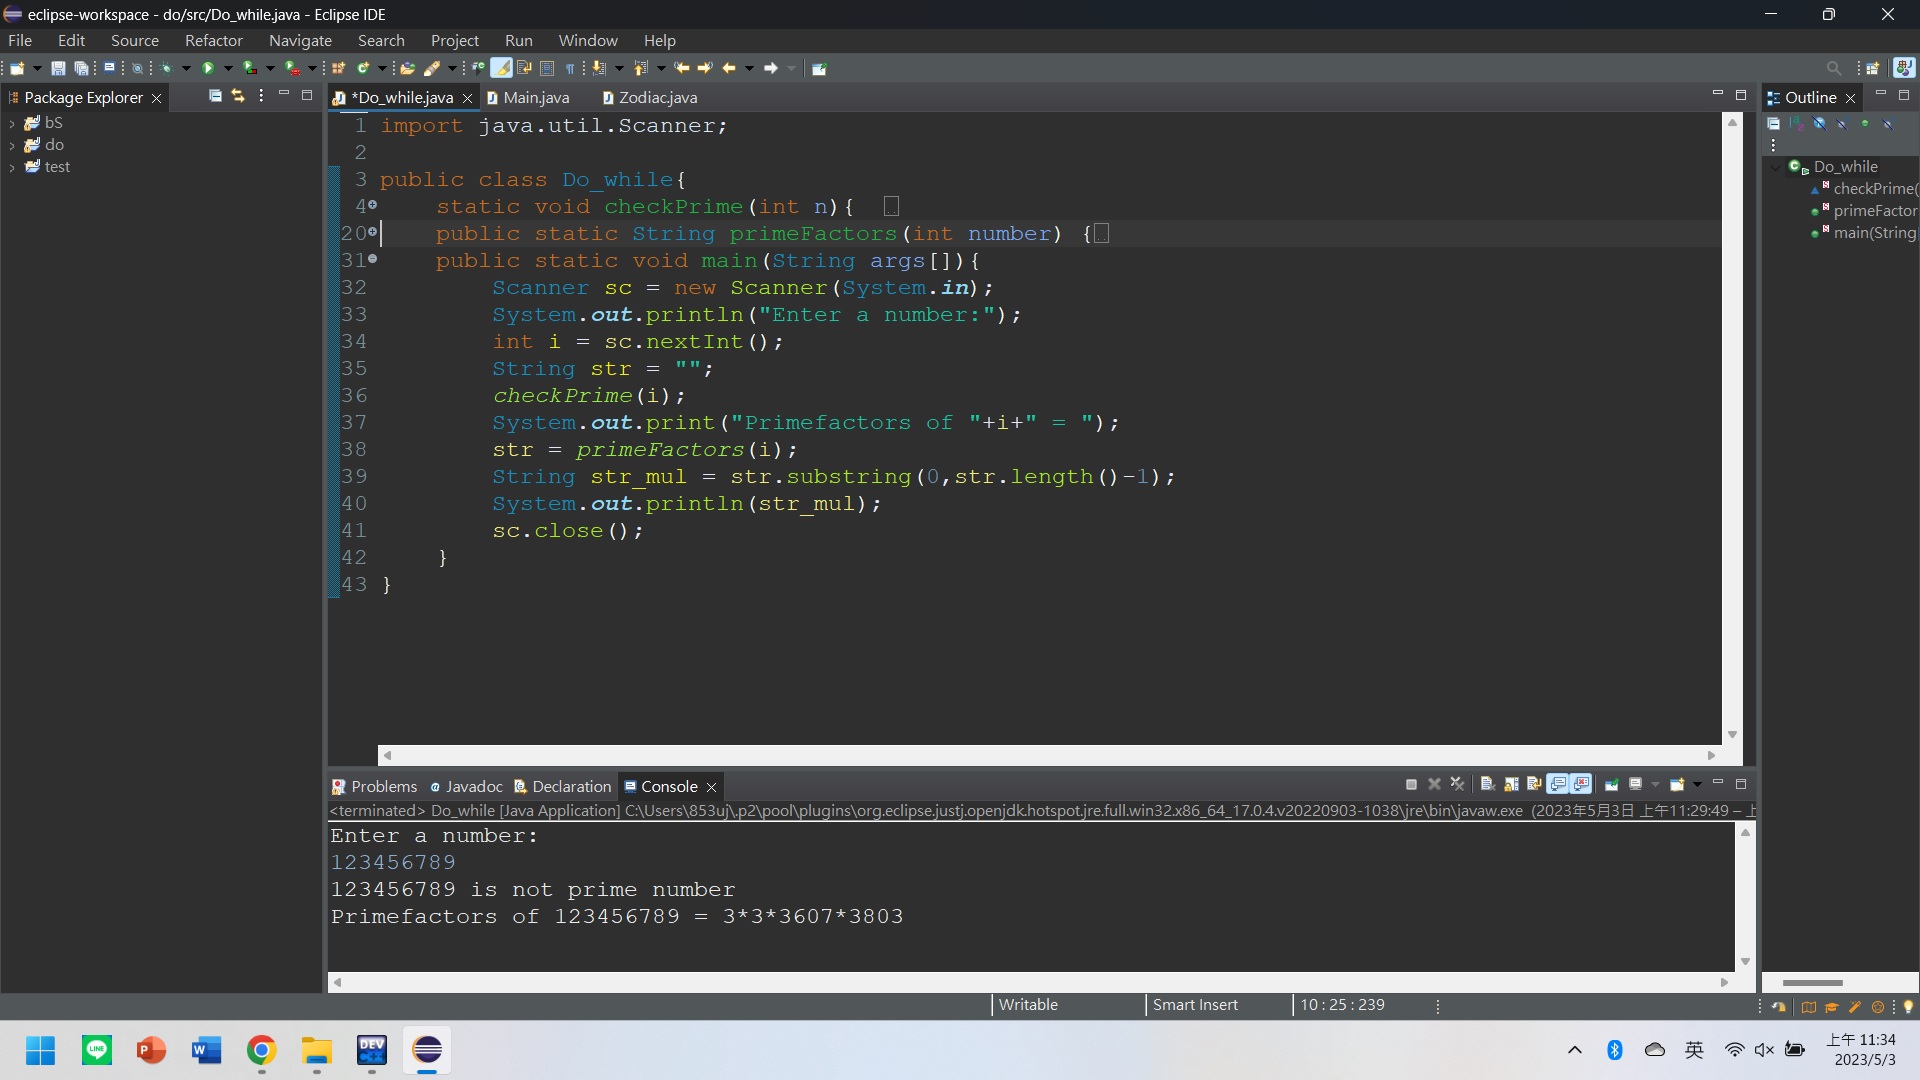 eclipse-workspace - do/src/Do_while.java - Eclipse IDE
File Edit Source Refactor Navigate Search Project Run Window Help
Package Explorer
*Do_while.java Main.java Zodiac.java
Outline
bS
do
test
1 import java.util.Scanner;
2
3 public class Do_while{
4 static void checkPrime(int n){
20 public static String primeFactors(int number) {
31 public static void main(String args[]){
32 Scanner sc = new Scanner(System.in);
33 System.out.println("Enter a number:");
34 int i = sc.nextInt();
35 String str = "";
36 checkPrime(i);
37 System.out.print("Primefactors of "+i+" = ");
38 str = primeFactors(i);
39 String str_mul = str.substring(0,str.length()-1);
40 System.out.println(str_mul);
41 sc.close();
42 }
43 }
Do_while
checkPrime(
primeFactor
main(String
Problems Javadoc Declaration Console
<terminated> Do_while [Java Application] C:\Users\853uj\.p2\pool\plugins\org.eclipse.justj.openjdk.hotspot.jre.full.win32.x86_64_17.0.4.v20220903-1038\jre\bin\javaw.exe (2023年5月3日 上午11:29:49 – 上
Enter a number:
123456789
123456789 is not prime number
Primefactors of 123456789 = 3*3*3607*3803
Writable Smart Insert 10 : 25 : 239
英
上午 11:34
2023/5/3